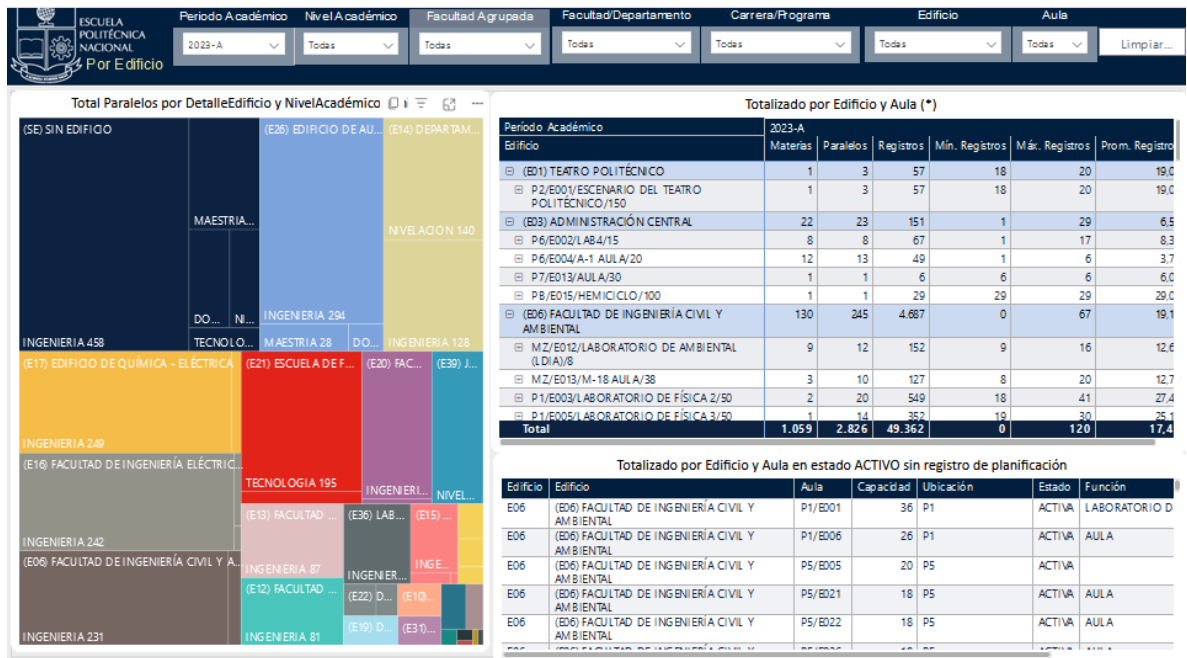 ESCUELA
POLITÉCNICA
NACIONAL
Por Edificio
Periodo Académico Nivel Académico Facultad Agrupada Facultad/Departamento Carrera/Programa Edificio Aula
2023-A Todas Todas Todas Todas Todas Todas Limpiar...
Total Paralelos por DetalleEdificio y NivelAcadémico
(SE) SIN EDIFICIO
MAESTRIA...
DO... NI...
INGENIERIA 458 TECNOLO...
(E26) EDIFICIO DE AU...
INGENIERIA 294
MAESTRIA 28 DO...
(E14) DEPARTAM...
NIVELACION 140
INGENIERIA 128
(E17) EDIFICIO DE QUÍMICA - ELÉCTRICA
INGENIERIA 249
(E21) ESCUELA DE F...
TECNOLOGIA 195
(E20) FAC...
INGENIERI...
(E39) J...
NIVEL...
(E16) FACULTAD DE INGENIERÍA ELÉCTRIC...
INGENIERIA 242
(E06) FACULTAD DE INGENIERÍA CIVIL Y A...
INGENIERIA 231
(E13) FACULTAD ...
INGENIERIA 87
(E36) LAB...
INGENIER...
(E15) ...
INGE...
(E12) FACULTAD ...
INGENIERIA 81
(E22) D...
(E10)...
(E19) D...
(E31)...
Totalizado por Edificio y Aula (*)
Período Académico 2023-A
Edificio Materias Paralelos Registros Mín. Registros Máx. Registros Prom. Registro
(E01) TEATRO POLITÉCNICO 1 3 57 18 20 19,0
P2/E001/ESCENARIO DEL TEATRO 1 3 57 18 20 19,0
POLITÉCNICO/150
(E03) ADMINISTRACIÓN CENTRAL 22 23 151 1 29 6,5
P6/E002/LAB4/15 8 8 67 1 17 8,3
P6/E004/A-1 AULA/20 12 13 49 1 6 3,7
P7/E013/AULA/30 1 1 6 6 6 6,0
PB/E015/HEMICICLO/100 1 1 29 29 29 29,0
(E06) FACULTAD DE INGENIERÍA CIVIL Y 130 245 4.687 0 67 19,1
AMBIENTAL
MZ/E012/LABORATORIO DE AMBIENTAL 9 12 152 9 16 12,6
(LDIA)/8
MZ/E013/M-18 AULA/38 3 10 127 8 20 12,7
P1/E003/LABORATORIO DE FÍSICA 2/50 2 20 549 18 41 27,4
P1/E005/LABORATORIO DE FÍSICA 3/50 1 14 352 19 30 25,1
Total 1.059 2.826 49.362 0 120 17,4
Totalizado por Edificio y Aula en estado ACTIVO sin registro de planificación
Edificio Edificio Aula Capacidad Ubicación Estado Función
E06 (E06) FACULTAD DE INGENIERÍA CIVIL Y P1/E001 36 P1 ACTIVA LABORATORIO D
AMBIENTAL
E06 (E06) FACULTAD DE INGENIERÍA CIVIL Y P1/E006 26 P1 ACTIVA AULA
AMBIENTAL
E06 (E06) FACULTAD DE INGENIERÍA CIVIL Y P5/E005 20 P5 ACTIVA
AMBIENTAL
E06 (E06) FACULTAD DE INGENIERÍA CIVIL Y P5/E021 18 P5 ACTIVA AULA
AMBIENTAL
E06 (E06) FACULTAD DE INGENIERÍA CIVIL Y P5/E022 18 P5 ACTIVA AULA
AMBIENTAL